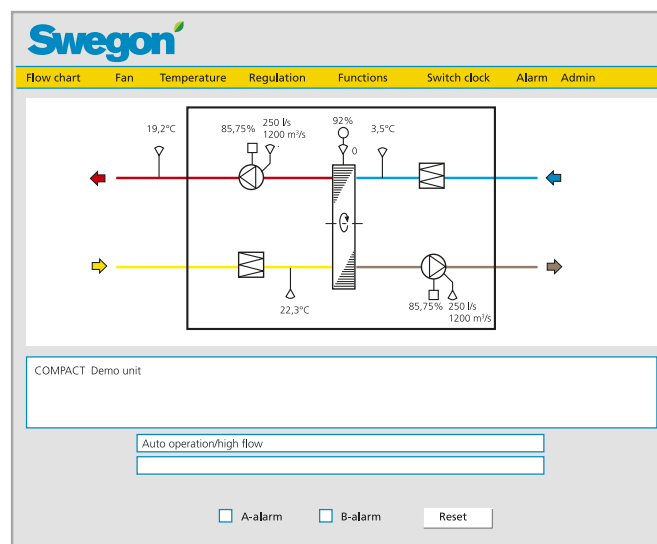 Swegon
Flow chart Fan Temperature Regulation Functions Switch clock Alarm Admin
19,2°C
85,75%
250 l/s
1200 m³/s
92%
0
3,5°C
22,3°C
85,75%
250 l/s
1200 m³/s
COMPACT Demo unit
Auto operation/high flow
A-alarm B-alarm Reset